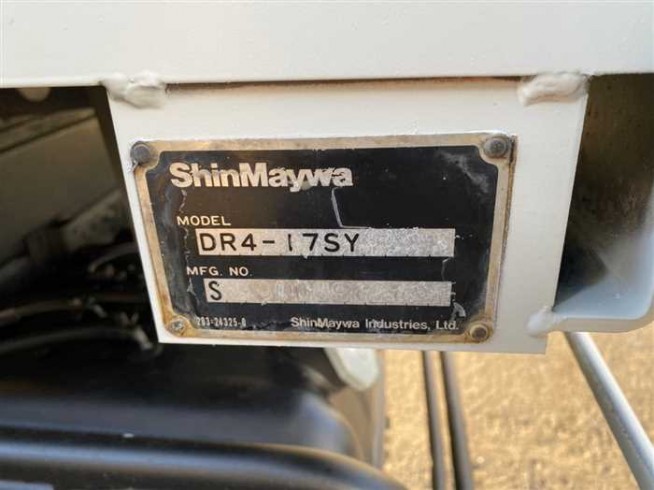 ShinMaywa
MODEL
DR4-17SY
MFG. NO.
S
ShinMaywa Industries, Ltd.